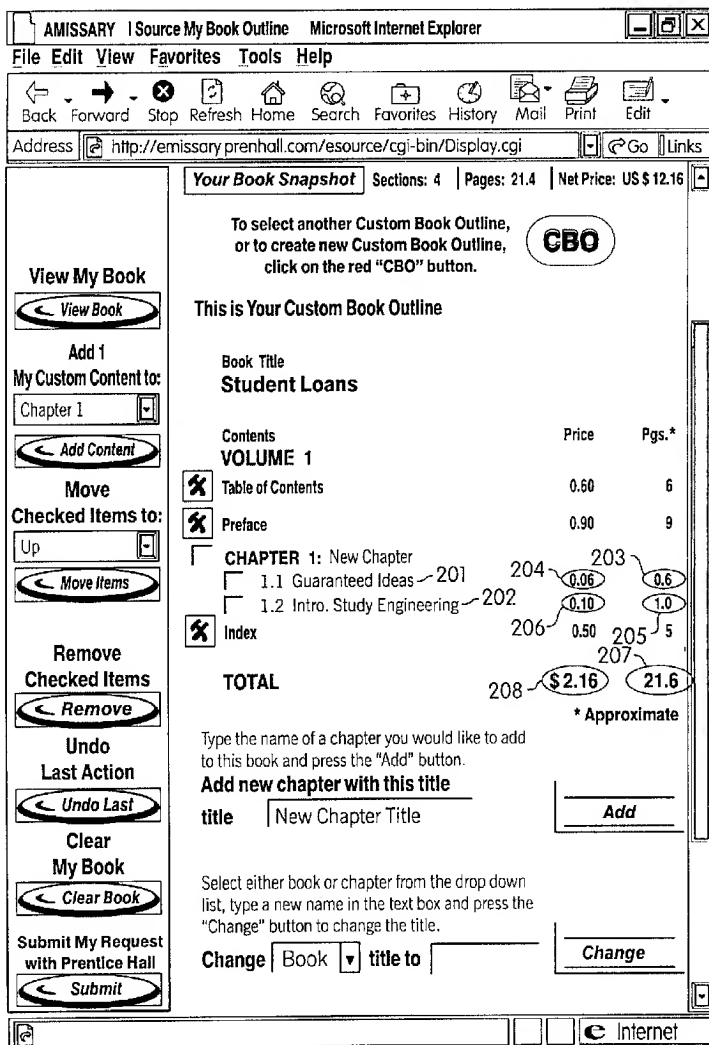 AMISSARY I Source My Book Outline Microsoft Internet Explorer
File Edit View Favorites Tools Help
Back Forward Stop Refresh Home Search Favorites History Mail Print Edit
Address http://emissary.prenhall.com/esource/cgi-bin/Display.cgi Go Links
Your Book Snapshot Sections: 4 Pages: 21.4 Net Price: US $ 12.16
To select another Custom Book Outline,
or to create new Custom Book Outline,
click on the red "CBO" button.
CBO
View My Book
View Book
This is Your Custom Book Outline
Add 1
My Custom Content to:
Chapter 1
Add Content
Book Title
Student Loans
Contents Price Pgs.*
VOLUME 1
Table of Contents 0.60 6
Move
Checked Items to:
Up
Move Items
Preface 0.90 9
CHAPTER 1: New Chapter 203
1.1 Guaranteed Ideas 201 204 0.06 0.6
1.2 Intro. Study Engineering 202 0.10 1.0
Index 206 0.50 205 5
207
TOTAL 208 $2.16 21.6
* Approximate
Remove
Checked Items
Remove
Undo
Last Action
Undo Last
Clear
My Book
Clear Book
Submit My Request
with Prentice Hall
Submit
Type the name of a chapter you would like to add
to this book and press the "Add" button.
Add new chapter with this title
title New Chapter Title Add
Select either book or chapter from the drop down
list, type a new name in the text box and press the
"Change" button to change the title.
Change Book title to Change
Internet